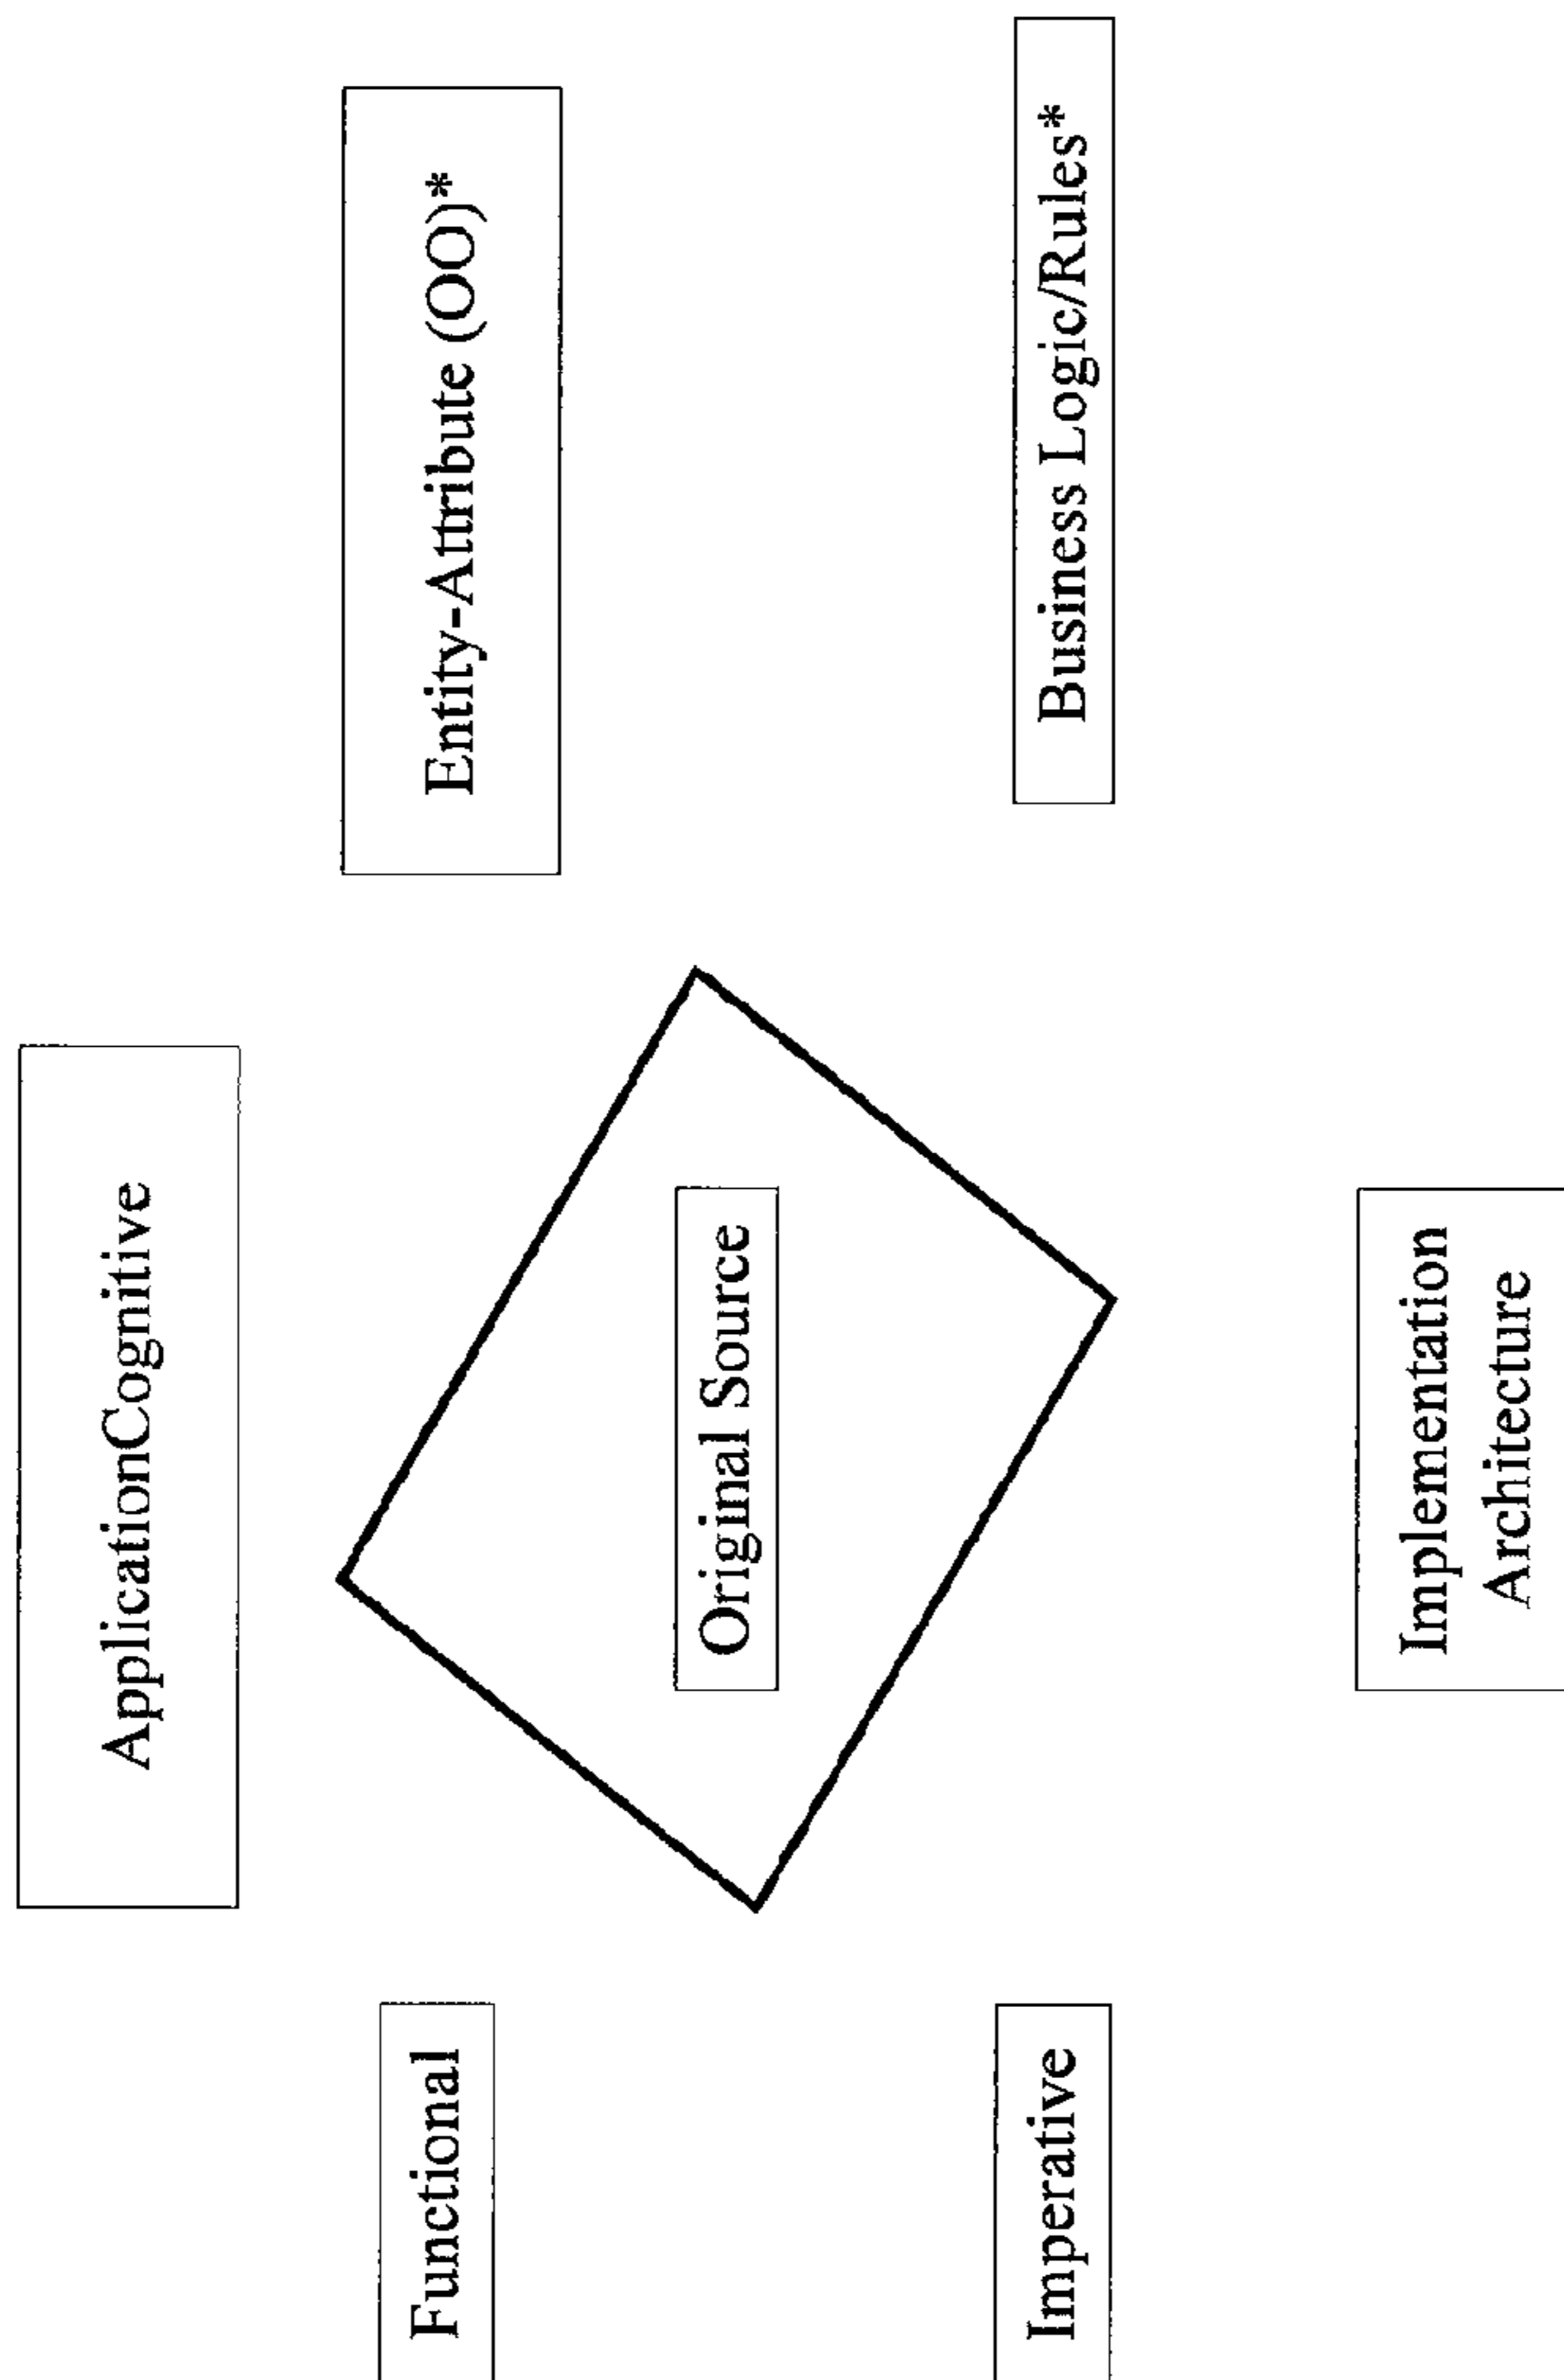 ApplicationCognitive
Functional
Entity-Attribute (OO)*
Original Source
Imperative
Business Logic/Rules*
Implementation
Architecture